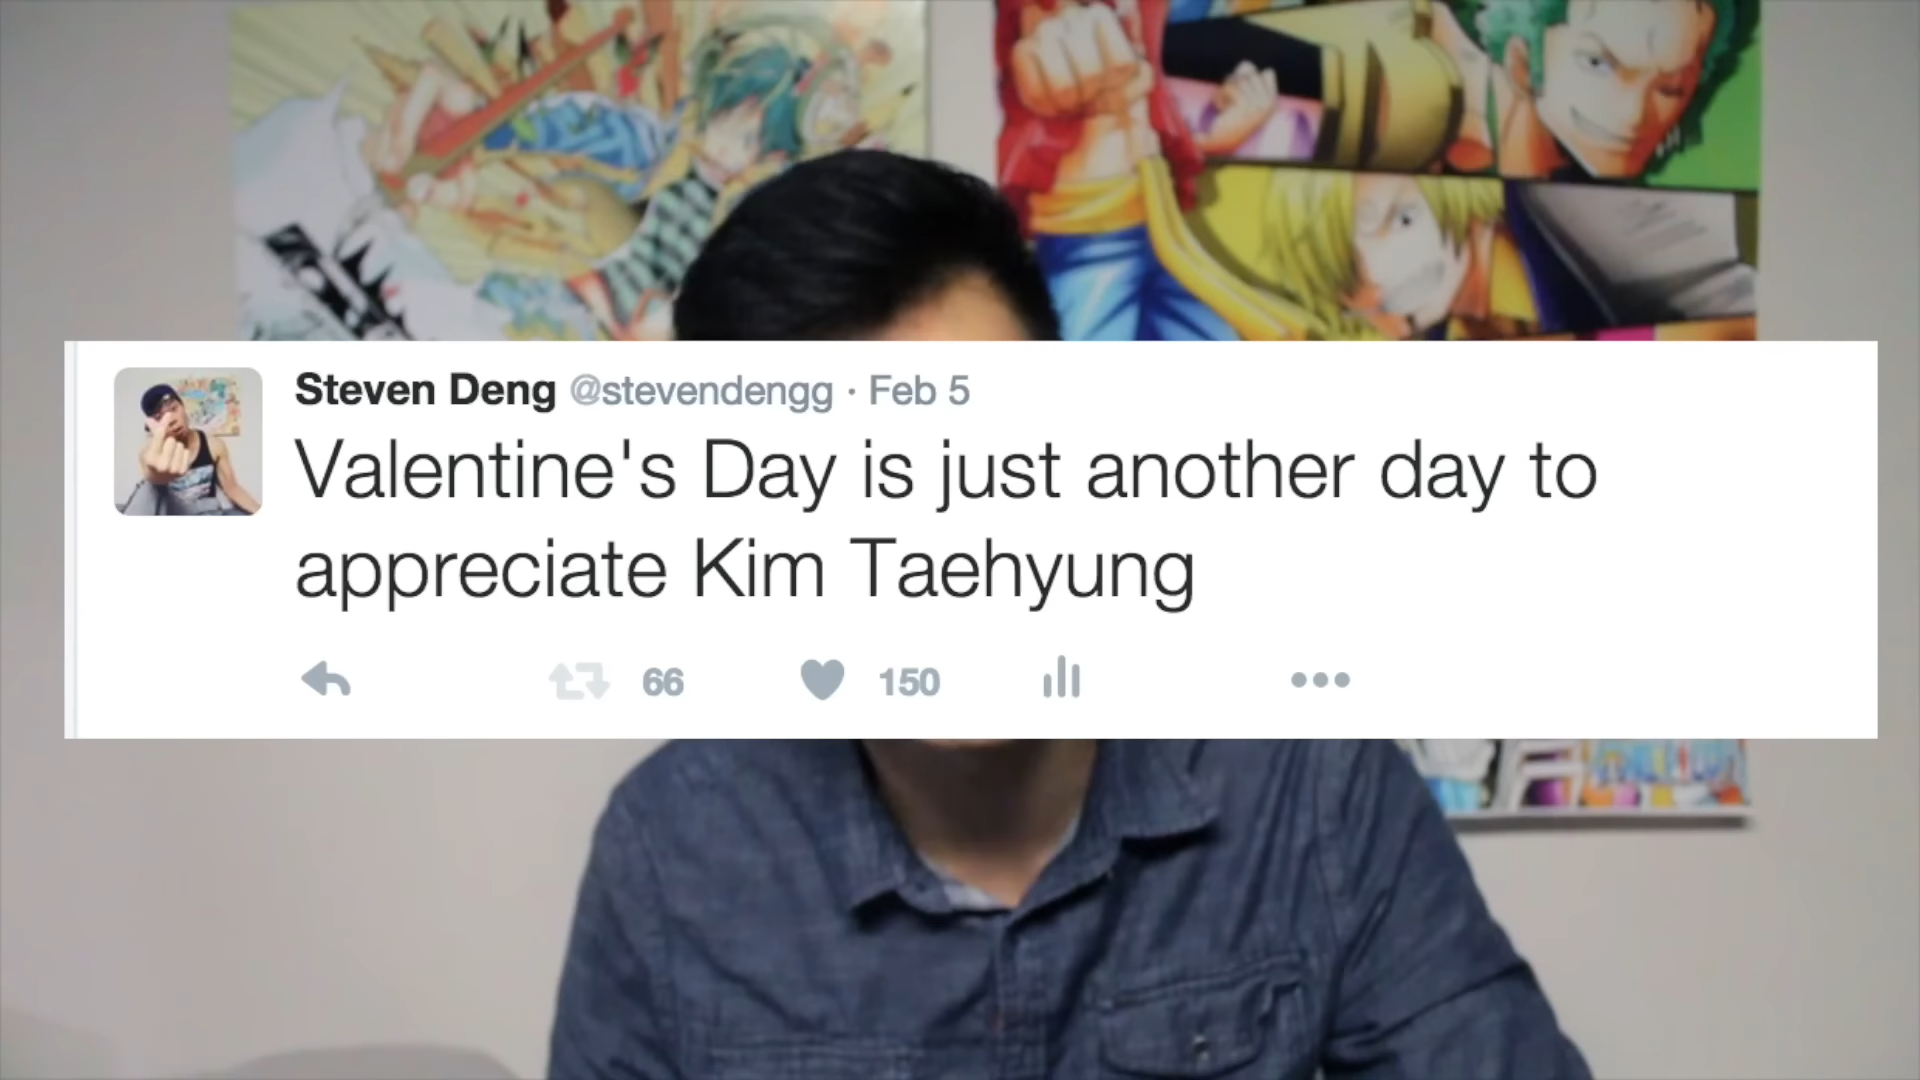 Steven Deng @stevendengg · Feb 5
Valentine's Day is just another day to
appreciate Kim Taehyung
66 150